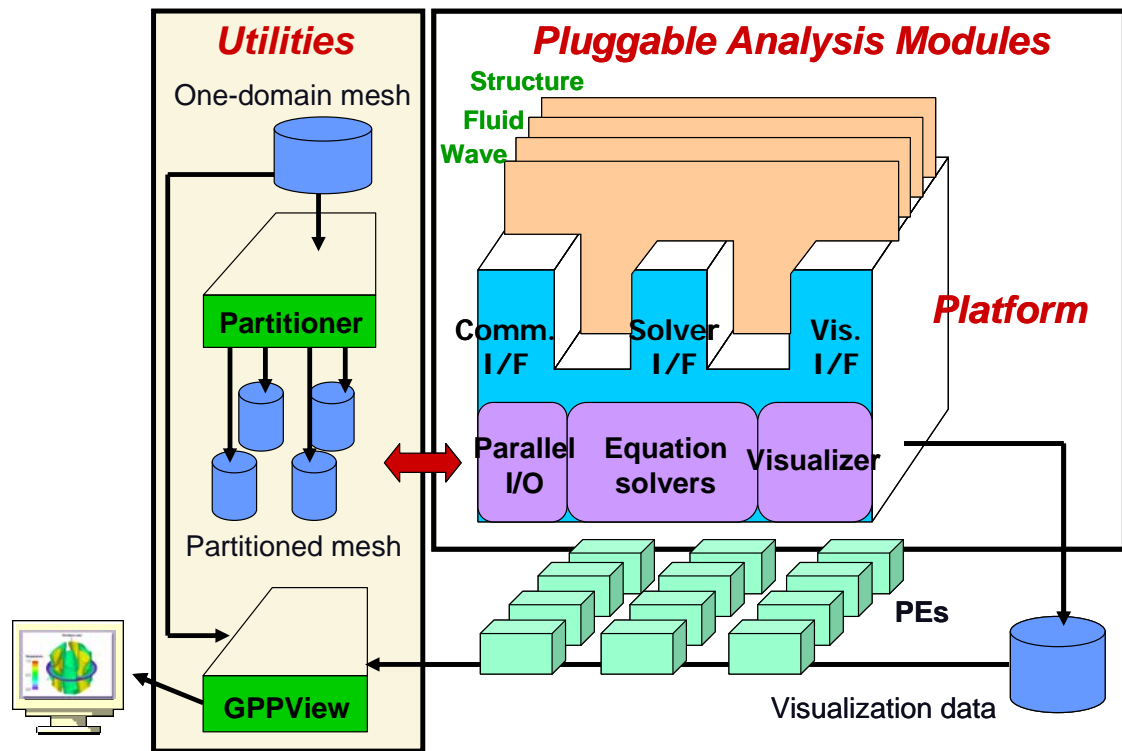 Utilities
One-domain mesh
Partitioner
Partitioned mesh
GPPView
Pluggable Analysis Modules
Structure
Fluid
Wave
Platform
Comm.
I/F
Solver
I/F
Vis.
I/F
Parallel
I/O
Equation
solvers
Visualizer
PEs
Visualization data